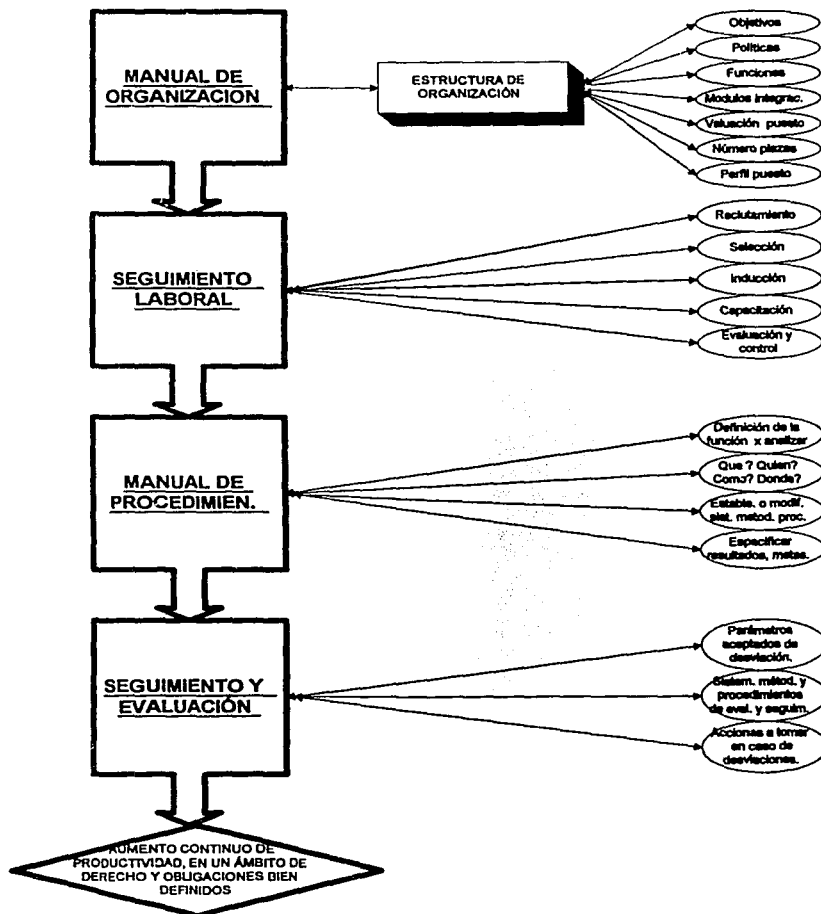 MANUAL DE
ORGANIZACION
ESTRUCTURA DE
ORGANIZACIÓN
Objetivos
Políticas
Funciones
Modulos integrac.
Valuación puesto
Número plazas
Perfil puesto
SEGUIMIENTO
LABORAL
Reclutamiento
Selección
Inducción
Capacitación
Evaluación y
control
MANUAL DE
PROCEDIMIEN.
Definición de la
función x analizar
Que ? Quien?
Como? Donde?
Estable. o modif.
sist. metod. proc.
Especificar
resultados, metas.
SEGUIMIENTO Y
EVALUACIÓN
Parámetros
aceptados de
desviación.
Sistem. métod. y
procedimientos
de eval. y seguim.
Acciones a tomar
en caso de
desviaciones.
AUMENTO CONTINUO DE
PRODUCTIVIDAD, EN UN ÁMBITO DE
DERECHO Y OBLIGACIONES BIEN
DEFINIDOS